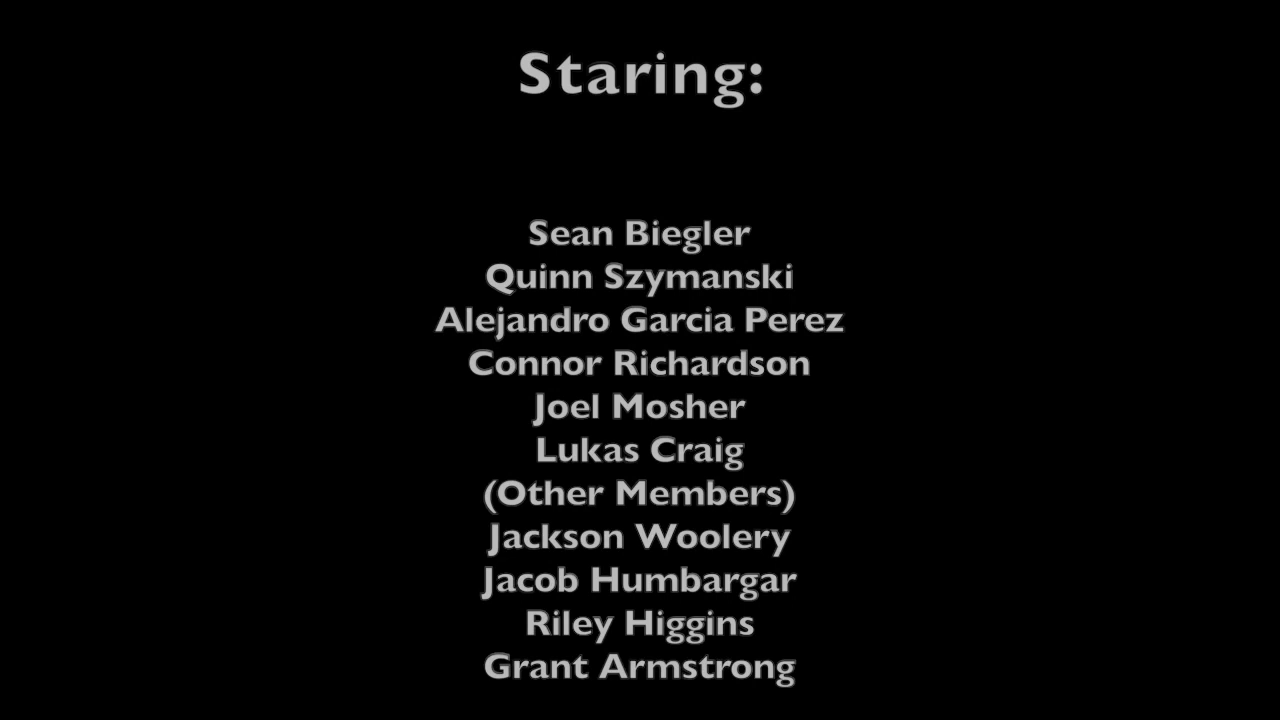 Staring:
Sean Biegler
Quinn Szymanski
Alejandro Garcia Perez
Connor Richardson
Joel Mosher
Lukas Craig
(Other Members)
Jackson Woolery
Jacob Humbargar
Riley Higgins
Grant Armstrong